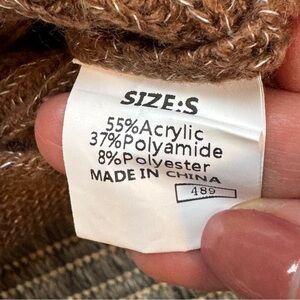 SIZE:S
55%Acrylic
37%Polyamide
8%Polyester
MADE IN CHINA
489